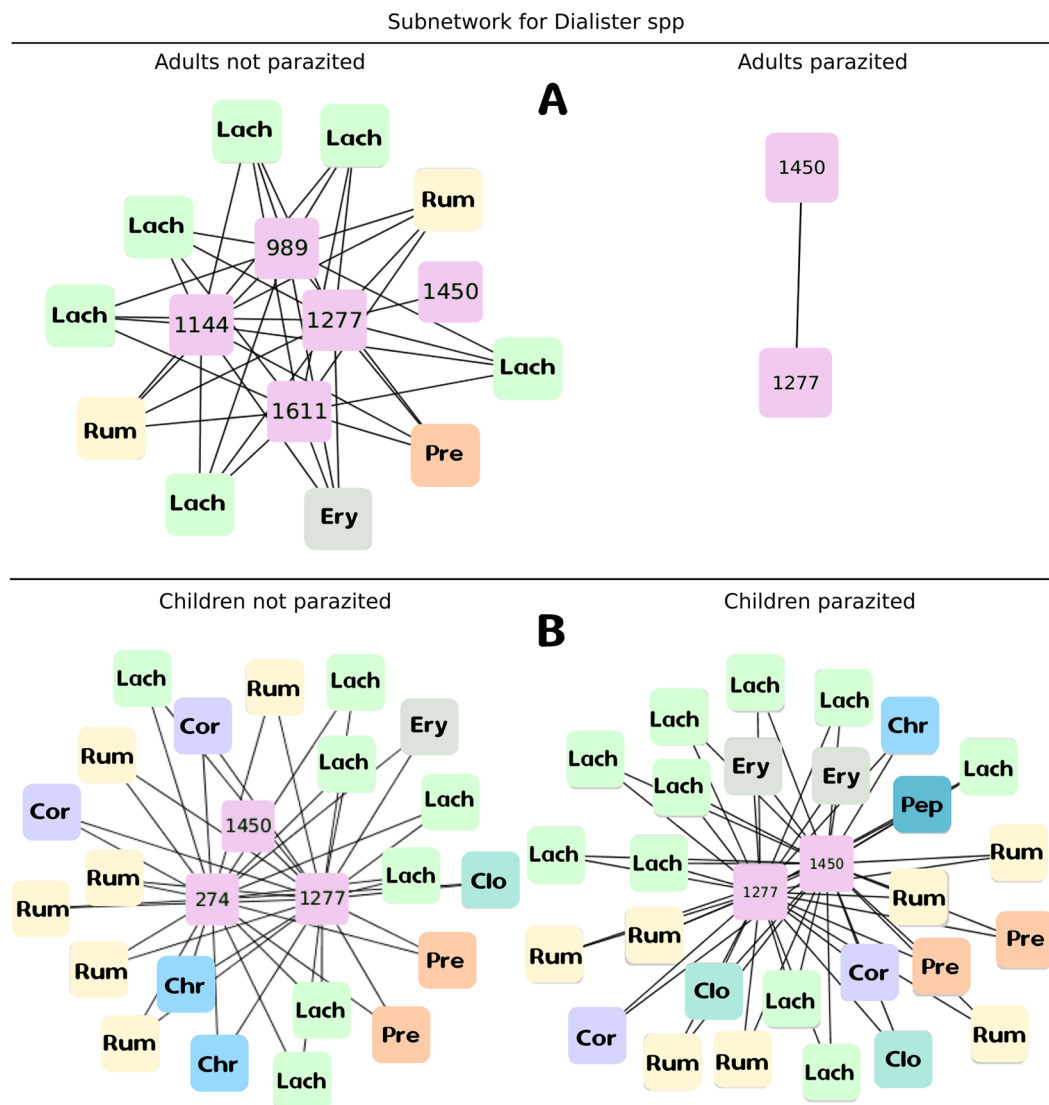 Subnetwork for Dialister spp
Adults not parazited
Adults parazited
A
Lach
Lach
Rum
Lach
989
1450
Lach
1144
1277
Lach
Rum
1611
Pre
Lach
Ery
1450
1277
Children not parazited
Children parazited
B
Lach
Rum
Lach
Cor
Ery
Rum
Lach
Cor
Lach
1450
Rum
Lach
Clo
Rum
274
1277
Rum
Chr
Pre
Lach
Rum
Pre
Chr
Lach
Lach
Lach
Lach
Chr
Lach
Ery
Ery
Lach
Lach
Pep
Lach
Lach
1450
Rum
1277
Rum
Rum
Rum
Pre
Cor
Pre
Clo
Lach
Cor
Rum
Rum
Rum
Lach
Clo